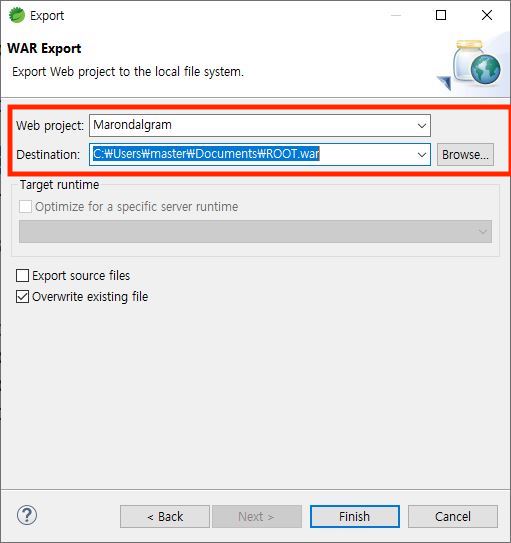 Export
WAR Export
Export Web project to the local file system.
Web project: Marondalgram
Destination: C:₩Users₩master₩Documents₩ROOT.war Browse...
Target runtime
Optimize for a specific server runtime
Export source files
Overwrite existing file
? < Back Next > Finish Cancel